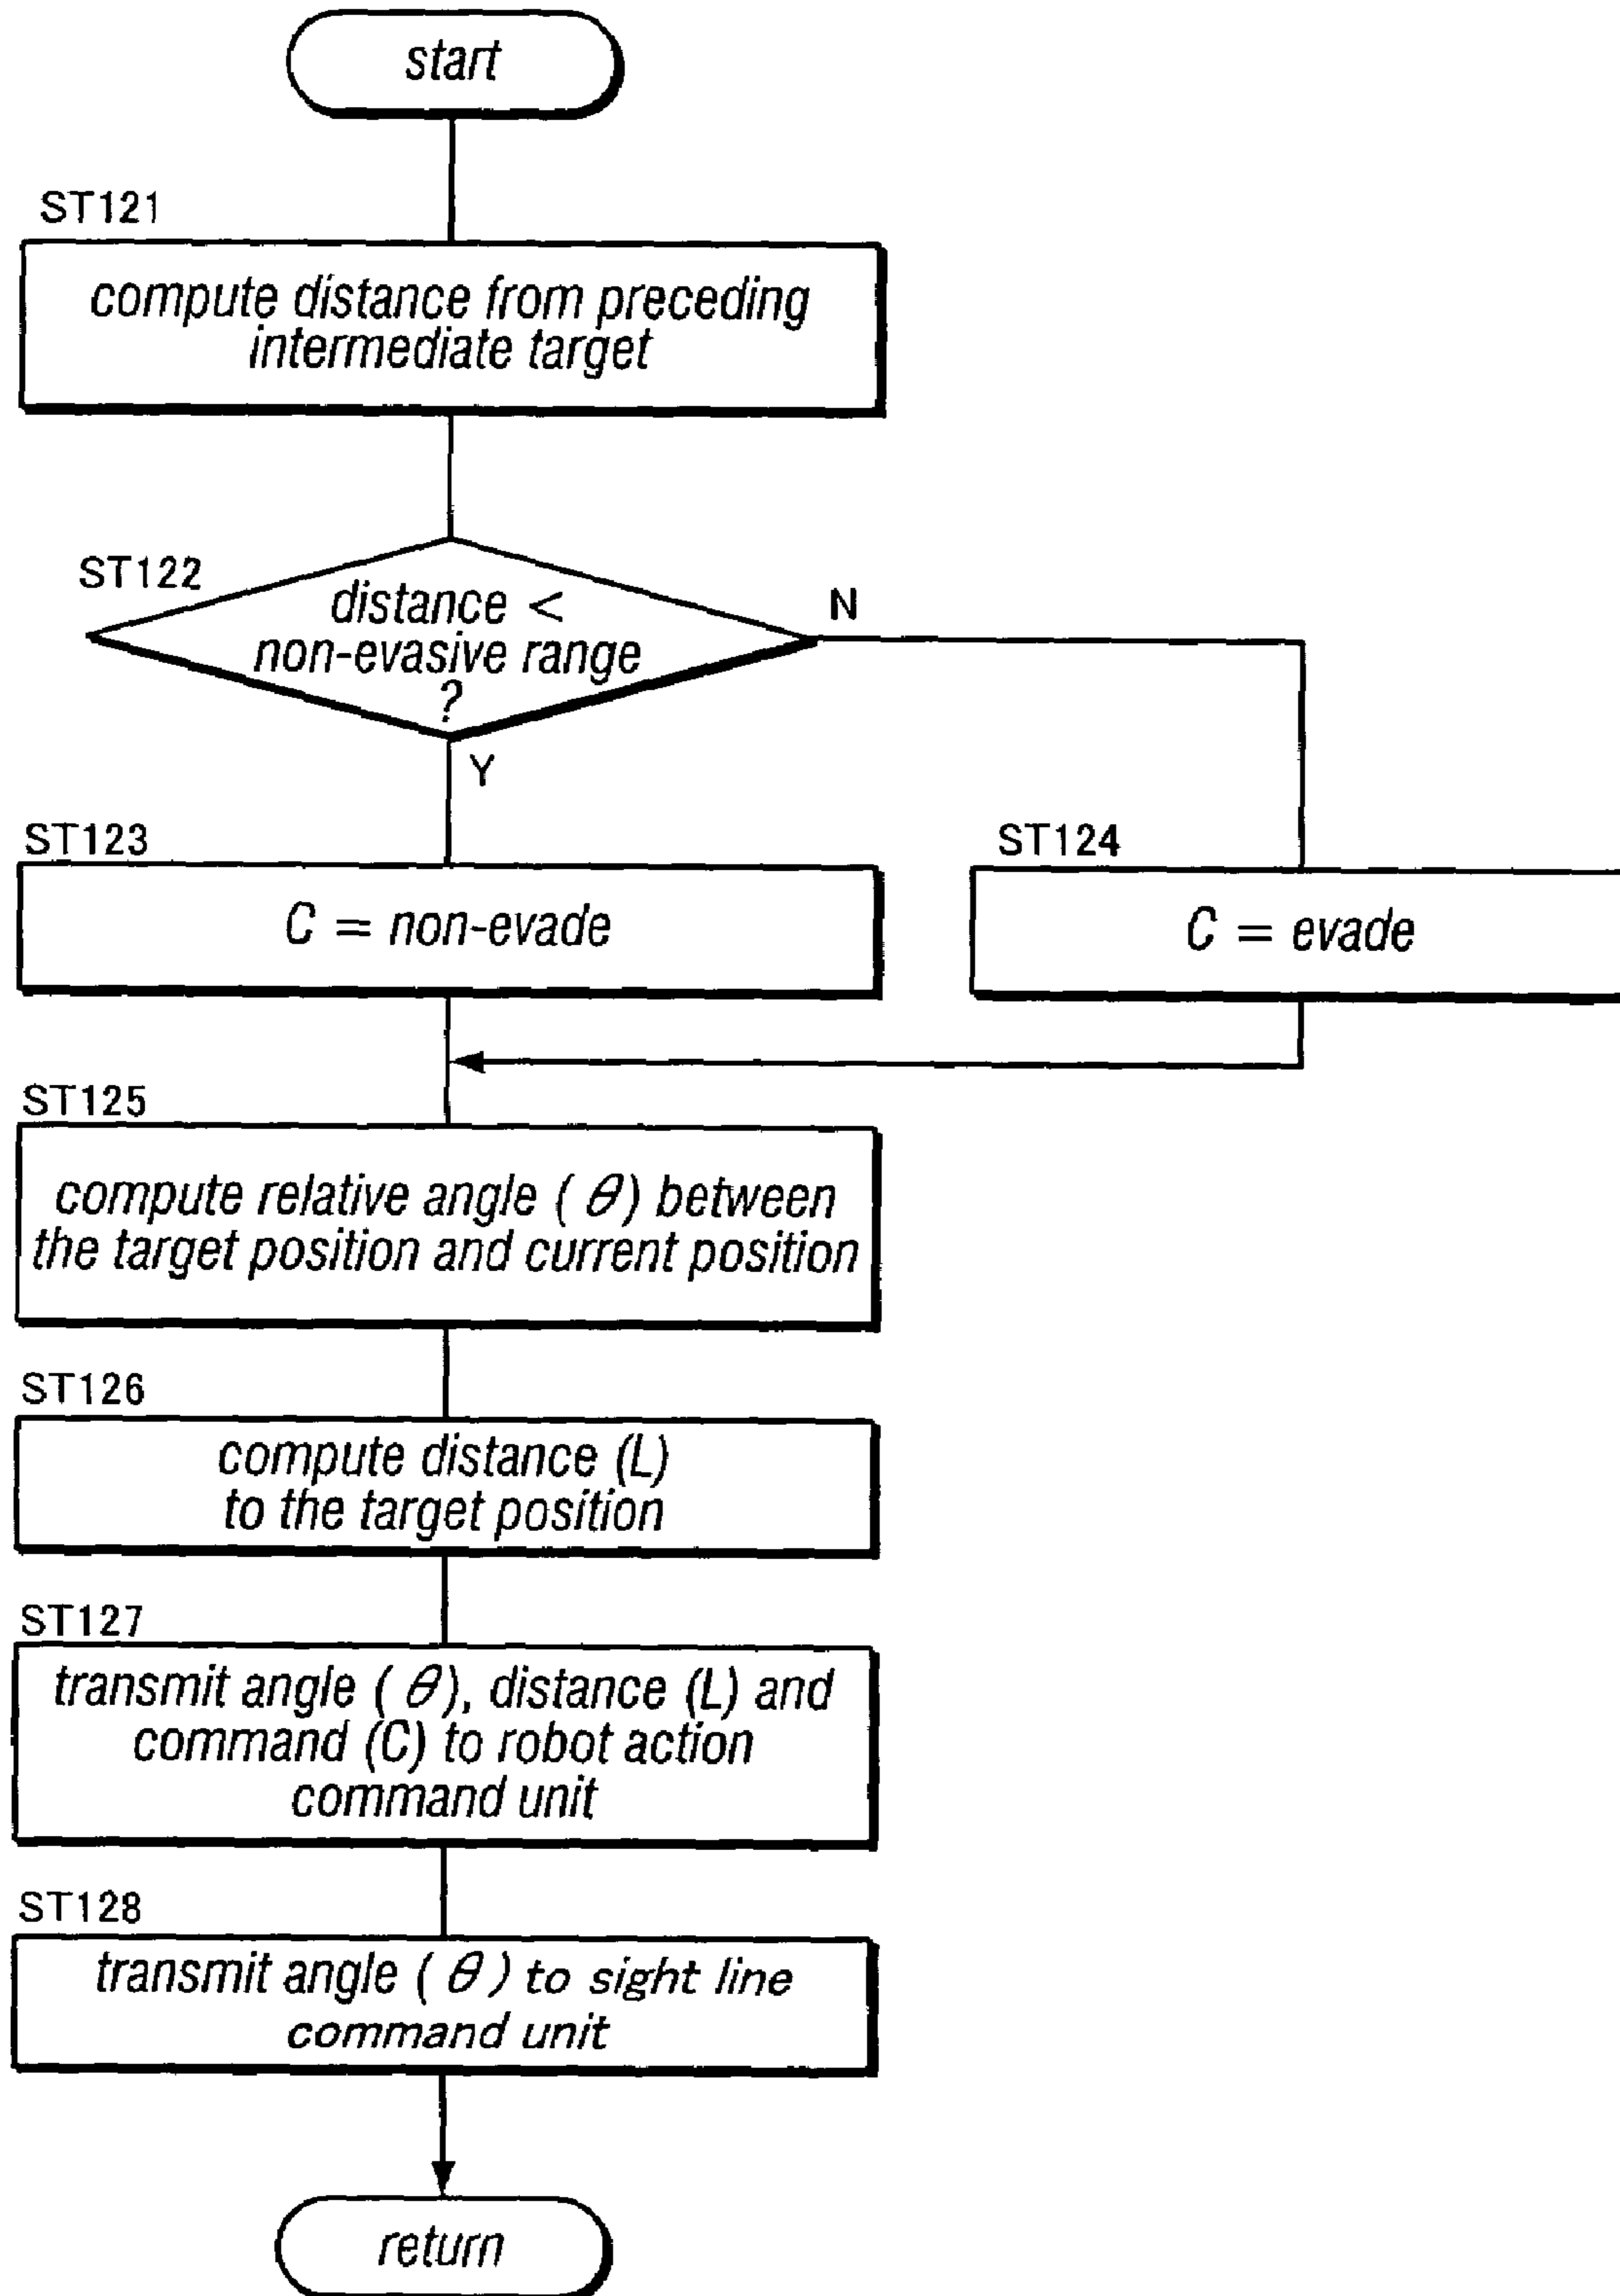 start
ST121
compute distance from preceding
intermediate target
ST122
distance <
non-evasive range
?
N
Y
ST123
C = non-evade
ST124
C = evade
ST125
compute relative angle ( θ ) between
the target position and current position
ST126
compute distance (L)
to the target position
ST127
transmit angle ( θ ), distance (L) and
command (C) to robot action
command unit
ST128
transmit angle ( θ ) to sight line
command unit
return